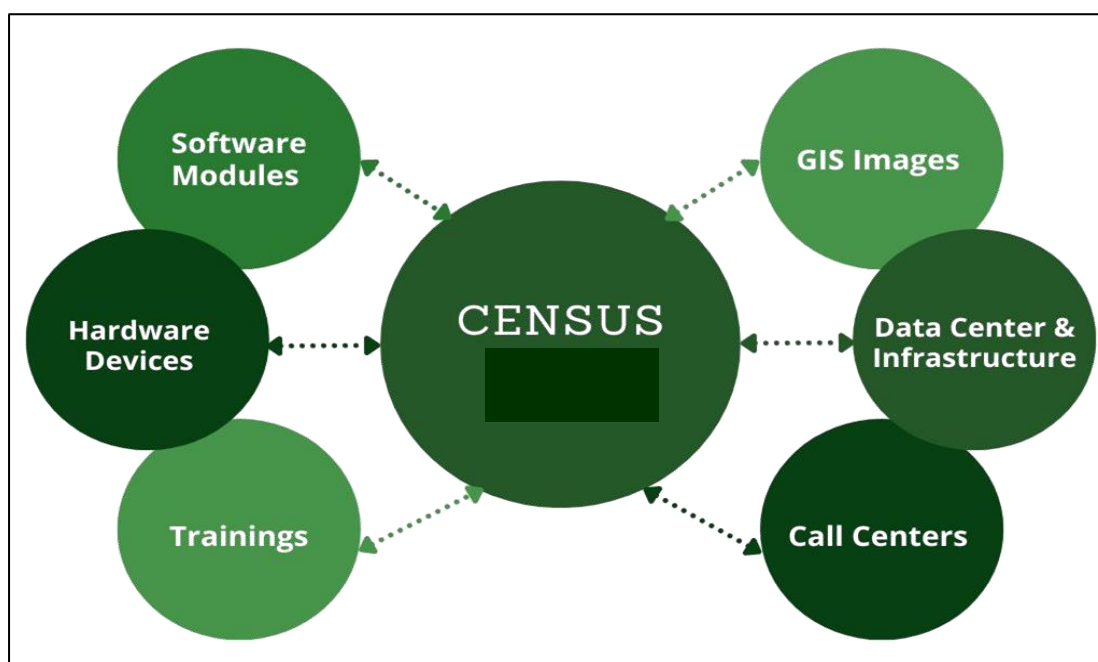 Software
Modules
GIS Images
CENSUS
Hardware
Devices
Data Center &
Infrastructure
Trainings
Call Centers